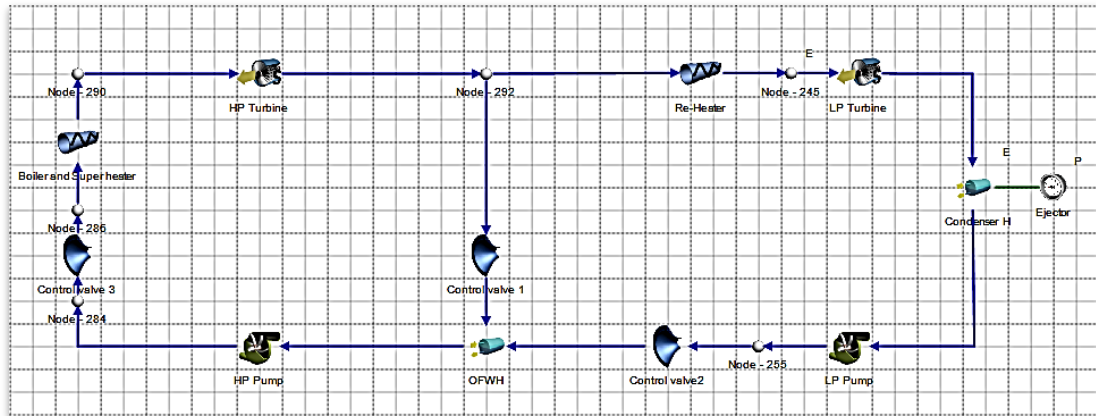 E
Node - 290
HP Turbine
Node - 292
Re-Heater
Node - 245
LP Turbine
E
P
Boiler and Super heater
Condenser H
Ejector
Node - 286
Control valve 3
Control valve 1
Node - 284
Node - 255
HP Pump
OFWH
Control valve2
LP Pump